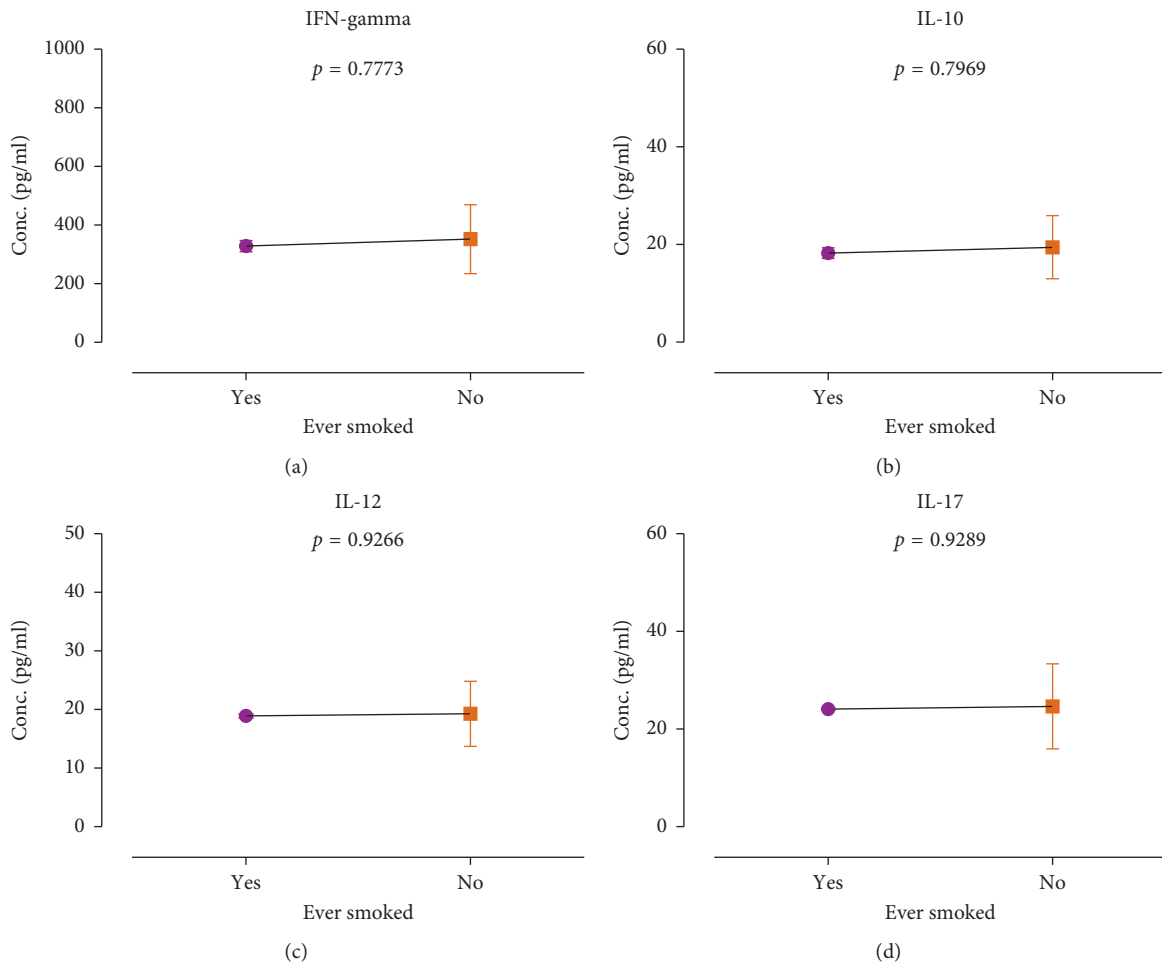 IFN-gamma
p = 0.7773
Conc. (pg/ml)
1000
800
600
400
200
0
Yes
No
Ever smoked
(a)
IL-10
p = 0.7969
Conc. (pg/ml)
60
40
20
0
Yes
No
Ever smoked
(b)
IL-12
p = 0.9266
Conc. (pg/ml)
50
40
30
20
10
0
Yes
No
Ever smoked
(c)
IL-17
p = 0.9289
Conc. (pg/ml)
60
40
20
0
Yes
No
Ever smoked
(d)